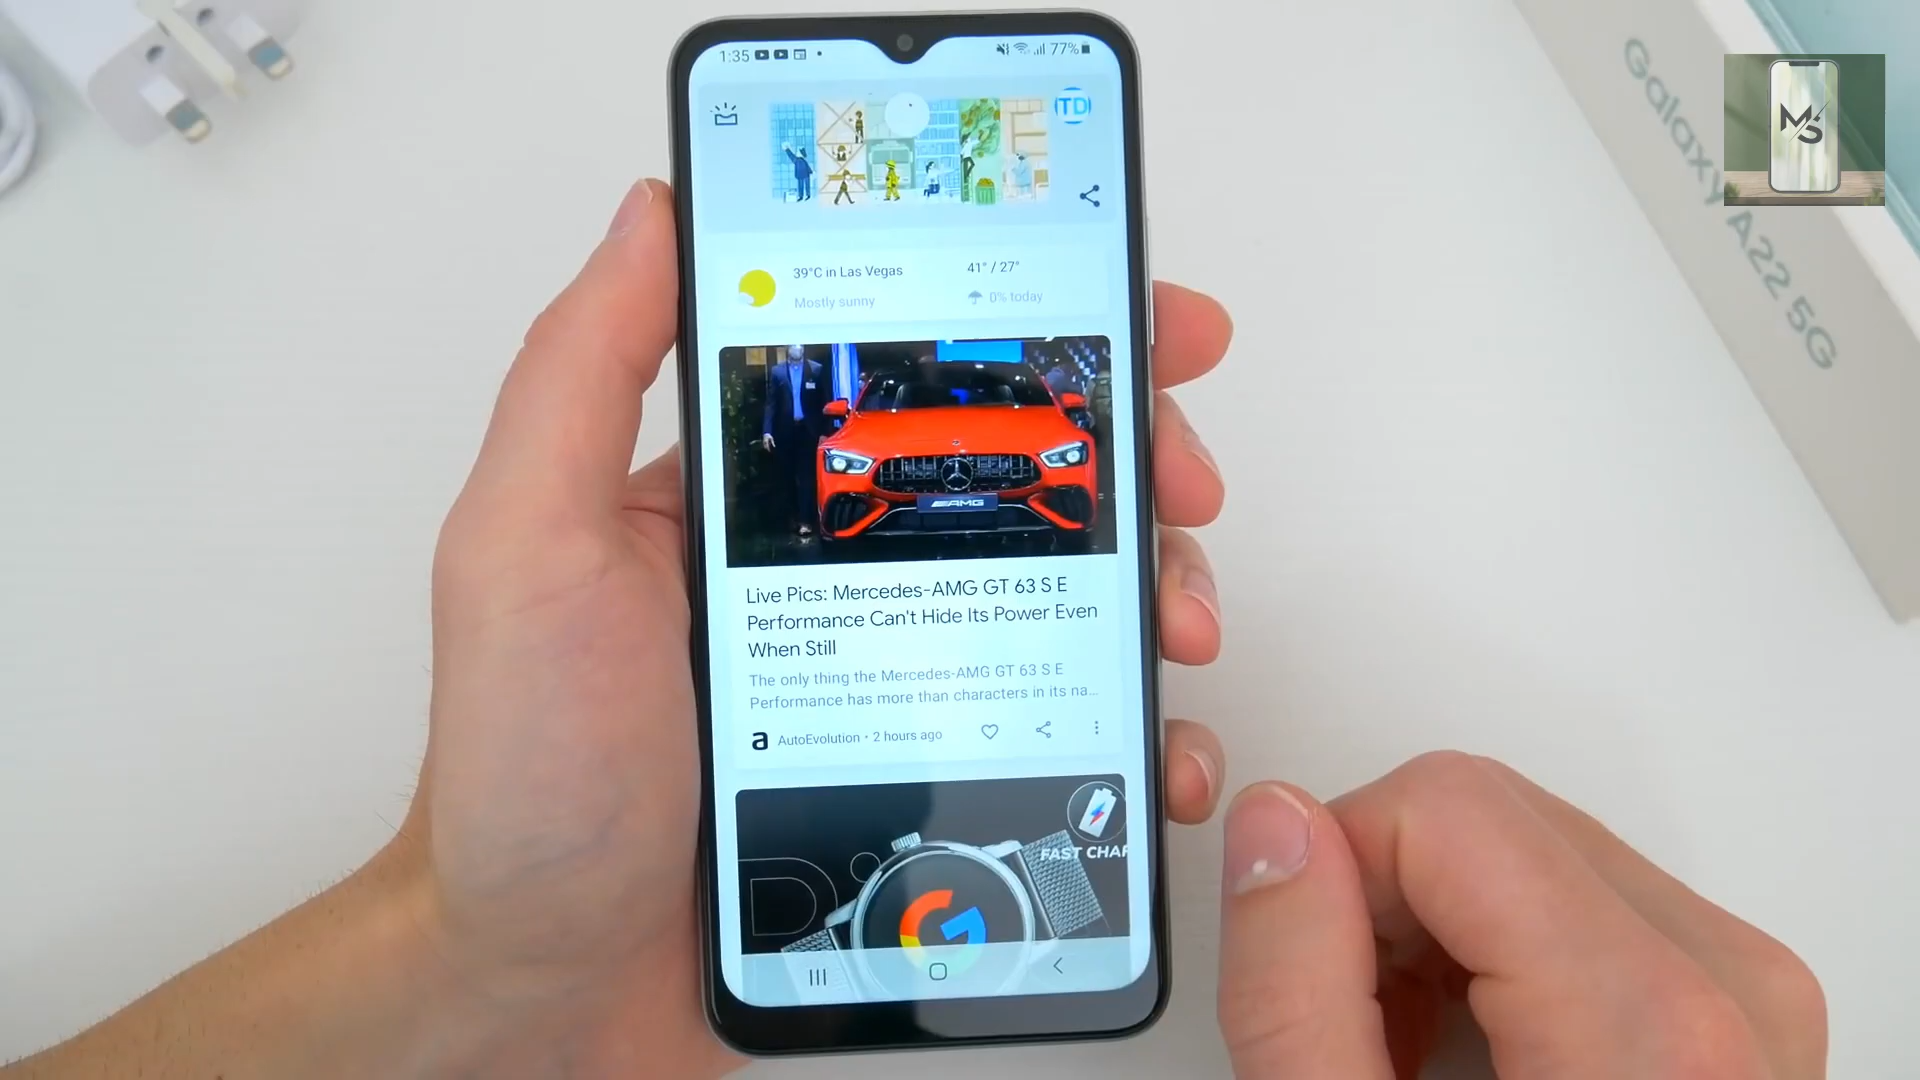 1:35
77%
TD
39°C in Las Vegas
41° / 27°
Mostly sunny
0% today
AMG
Live Pics: Mercedes-AMG GT 63 S E
Performance Can't Hide Its Power Even
When Still
The only thing the Mercedes-AMG GT 63 S E
Performance has more than characters in its na...
a AutoEvolution • 2 hours ago
FAST CHAR
G
Galaxy A22 5G
MS